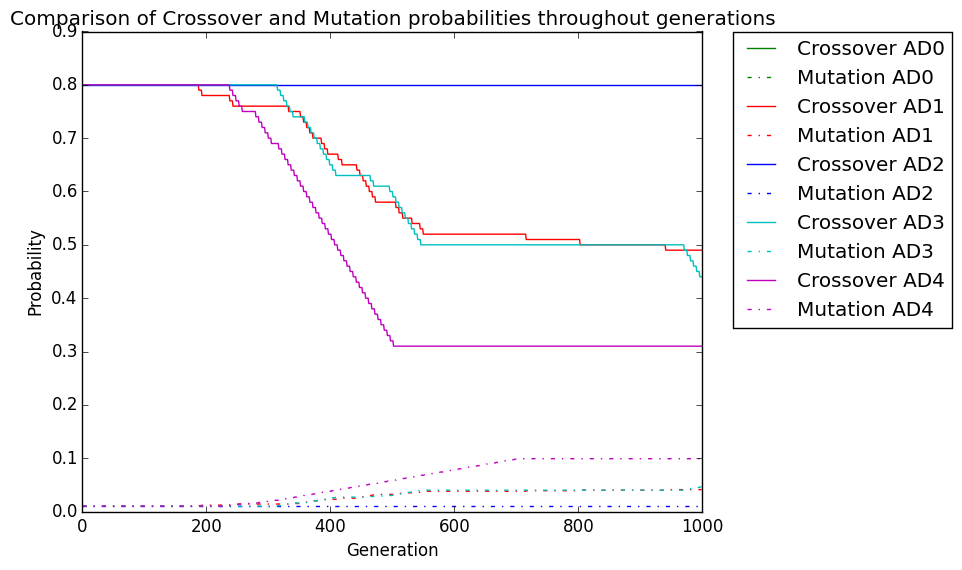 Comparison of Crossover and Mutation probabilities throughout generations
0.9
0.8
0.7
0.6
0.5
0.4
0.3
0.2
0.1
0.0
Probability
0 200 400 600 800 1000
Generation
Crossover AD0
Mutation AD0
Crossover AD1
Mutation AD1
Crossover AD2
Mutation AD2
Crossover AD3
Mutation AD3
Crossover AD4
Mutation AD4